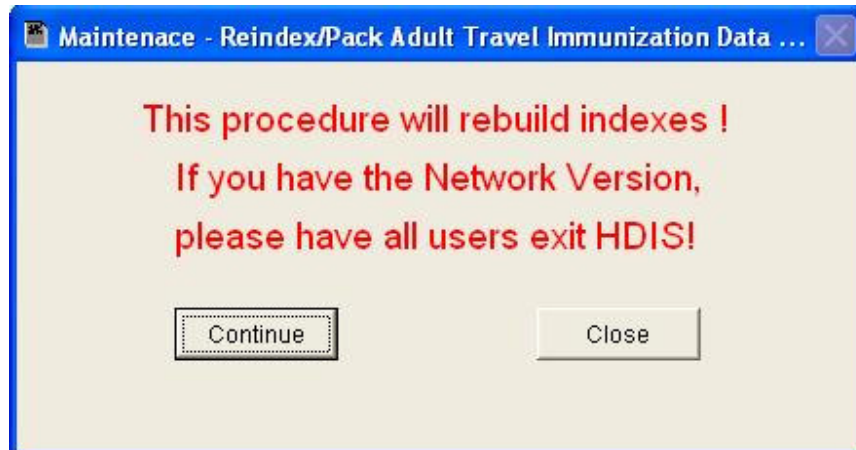 Maintenace - Reindex/Pack Adult Travel Immunization Data ...
This procedure will rebuild indexes !
If you have the Network Version,
please have all users exit HDIS!
Continue
Close